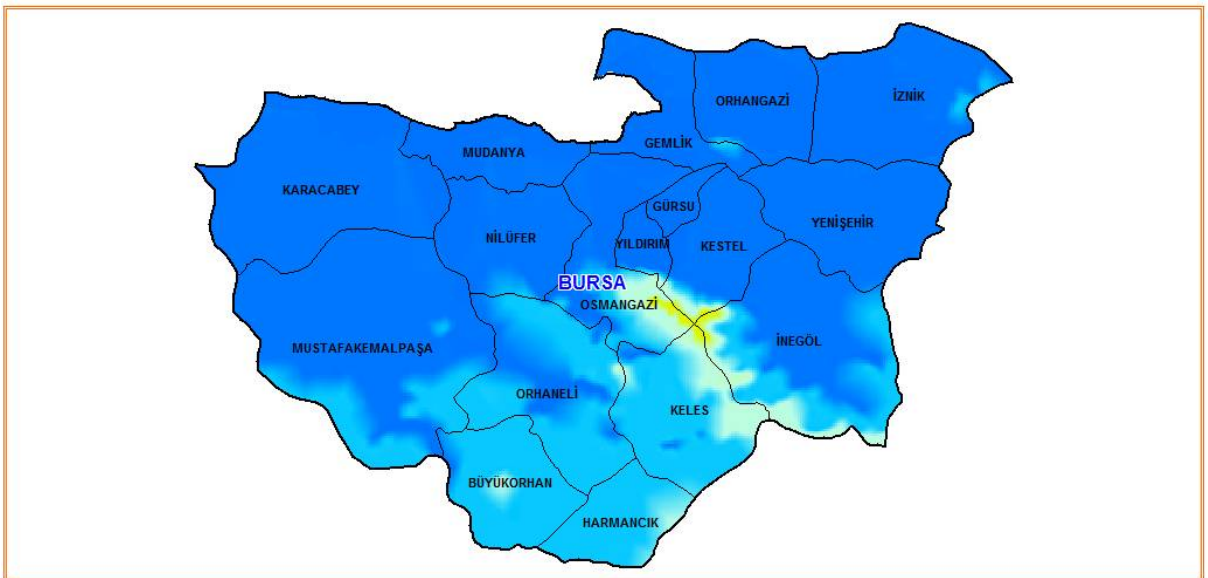 ORHANGAZİ
İZNİK
GEMLİK
MUDANYA
KARACABEY
GÜRSU
YENİŞEHİR
NİLÜFER
YILDIRIM
KESTEL
BURSA
OSMANGAZİ
İNEGÖL
MUSTAFAKEMALPAŞA
ORHANELİ
KELES
BÜYÜKORHAN
HARMANCIK